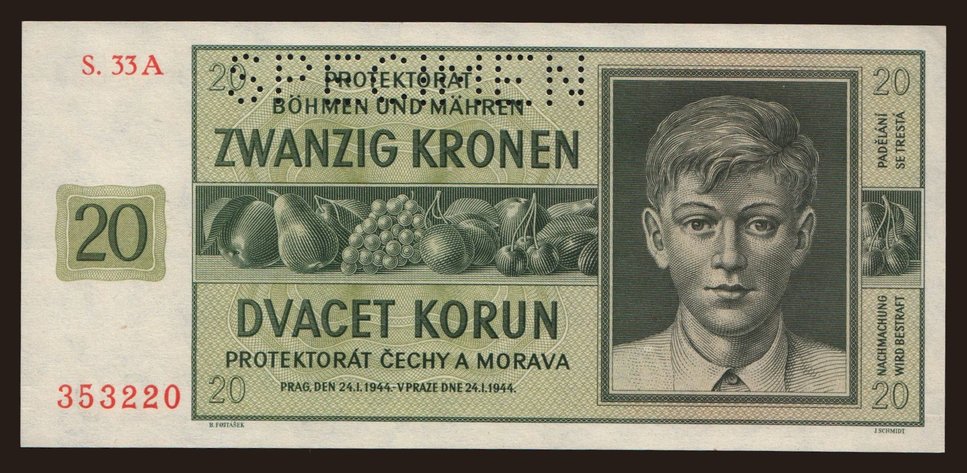 S. 33 A
SPECIMEN
20
20
PROTEKTORAT
BÖHMEN UND MÄHREN
ZWANZIG KRONEN
PADĚLÁNÍ
SE TRESTÁ
20
DVACET KORUN
PROTEKTORÁT ČECHY A MORAVA
PRAG, DEN 24.I.1944.-V PRAZE DNE 24.I.1944.
NACHMACHUNG
WIRD BESTRAFT
353220
20
20
J. SCHMIDT